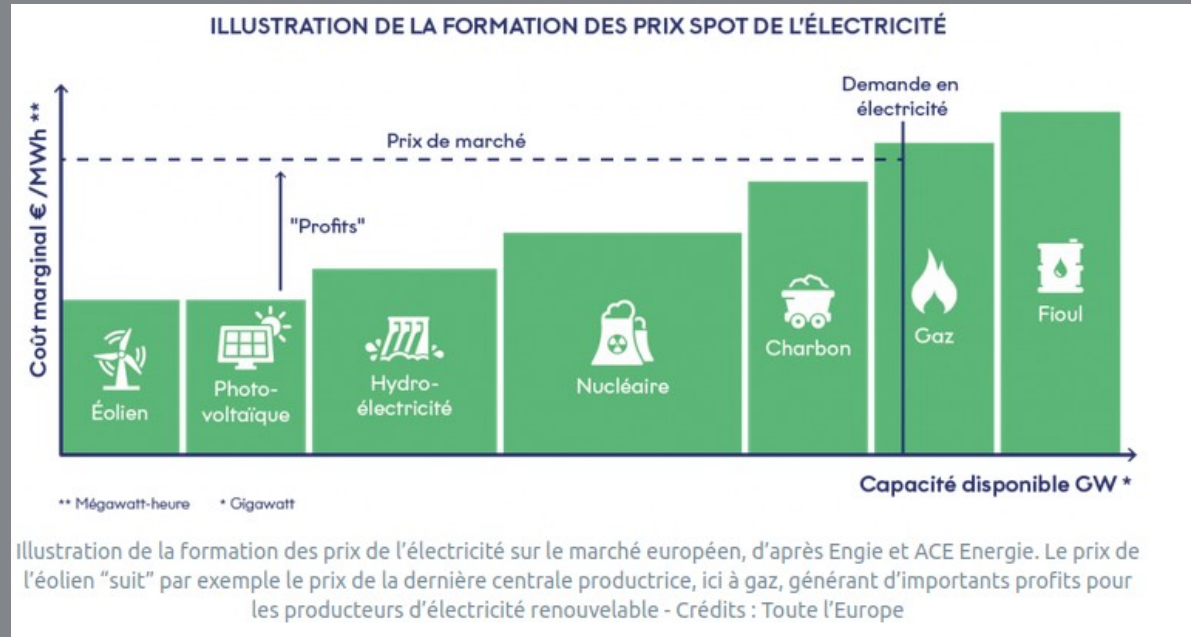 ILLUSTRATION DE LA FORMATION DES PRIX SPOT DE L'ÉLECTRICITÉ
Coût marginal € /MWh **
Demande en
électricité
Prix de marché
"Profits"
Éolien
Photo-
voltaïque
Hydro-
électricité
Nucléaire
Charbon
Gaz
Fioul
Capacité disponible GW *
** Mégawatt-heure * Gigawatt
Illustration de la formation des prix de l'électricité sur le marché européen, d'après Engie et ACE Energie. Le prix de
l'éolien “suit” par exemple le prix de la dernière centrale productrice, ici à gaz, générant d'importants profits pour
les producteurs d'électricité renouvelable - Crédits : Toute l'Europe